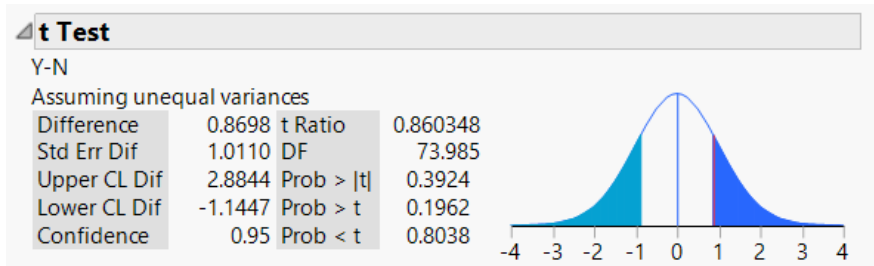 t Test
Y-N
Assuming unequal variances
Difference 0.8698 t Ratio 0.860348
Std Err Dif 1.0110 DF 73.985
Upper CL Dif 2.8844 Prob > |t| 0.3924
Lower CL Dif -1.1447 Prob > t 0.1962
Confidence 0.95 Prob < t 0.8038
-4 -3 -2 -1 0 1 2 3 4